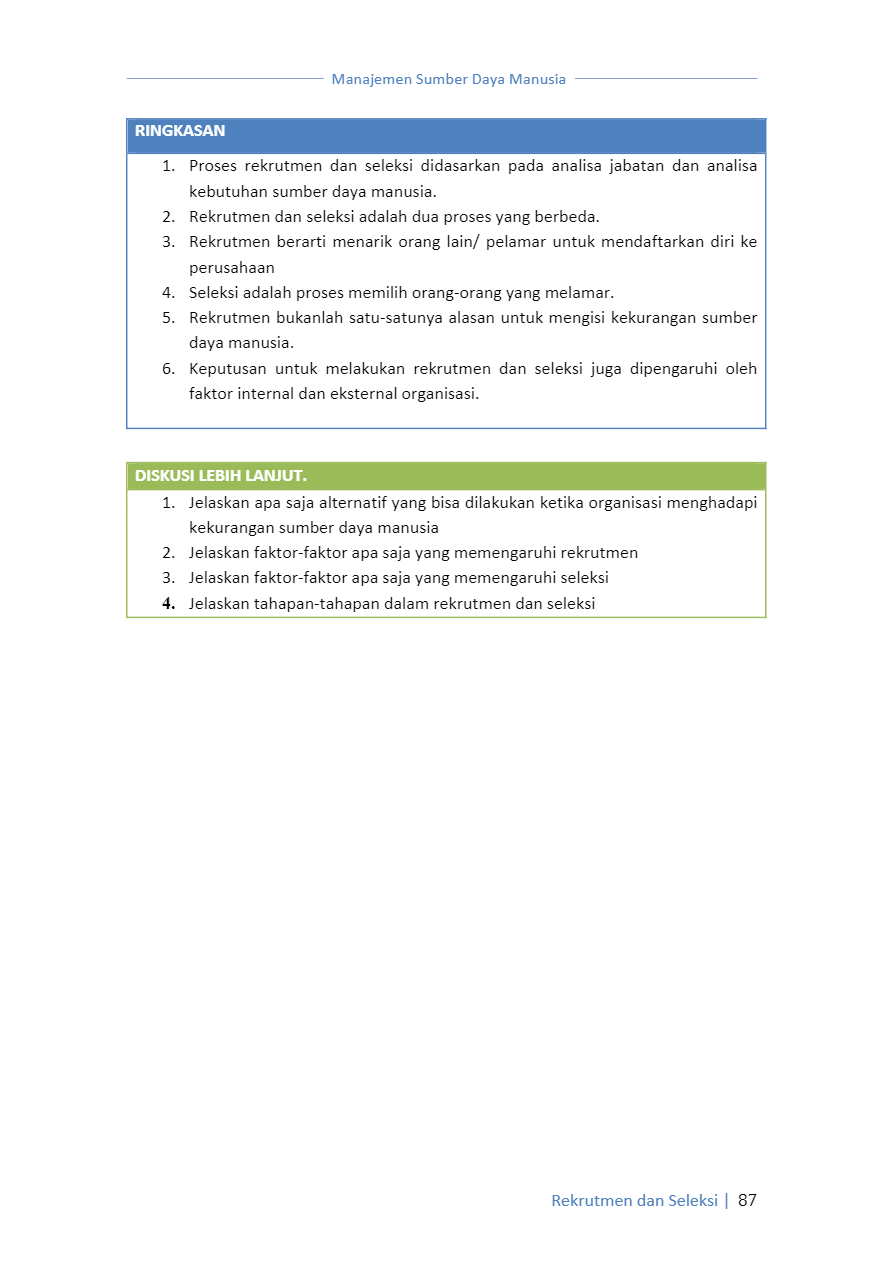 Manajemen Sumber Daya Manusia
RINGKASAN
1. Proses rekrutmen dan seleksi didasarkan pada analisa jabatan dan analisa
kebutuhan sumber daya manusia.
2. Rekrutmen dan seleksi adalah dua proses yang berbeda.
3. Rekrutmen berarti menarik orang lain/ pelamar untuk mendaftarkan diri ke
perusahaan
4. Seleksi adalah proses memilih orang-orang yang melamar.
5. Rekrutmen bukanlah satu-satunya alasan untuk mengisi kekurangan sumber
daya manusia.
6. Keputusan untuk melakukan rekrutmen dan seleksi juga dipengaruhi oleh
faktor internal dan eksternal organisasi.
DISKUSI LEBIH LANJUT.
1. Jelaskan apa saja alternatif yang bisa dilakukan ketika organisasi menghadapi
kekurangan sumber daya manusia
2. Jelaskan faktor-faktor apa saja yang memengaruhi rekrutmen
3. Jelaskan faktor-faktor apa saja yang memengaruhi seleksi
4. Jelaskan tahapan-tahapan dalam rekrutmen dan seleksi
Rekrutmen dan Seleksi | 87